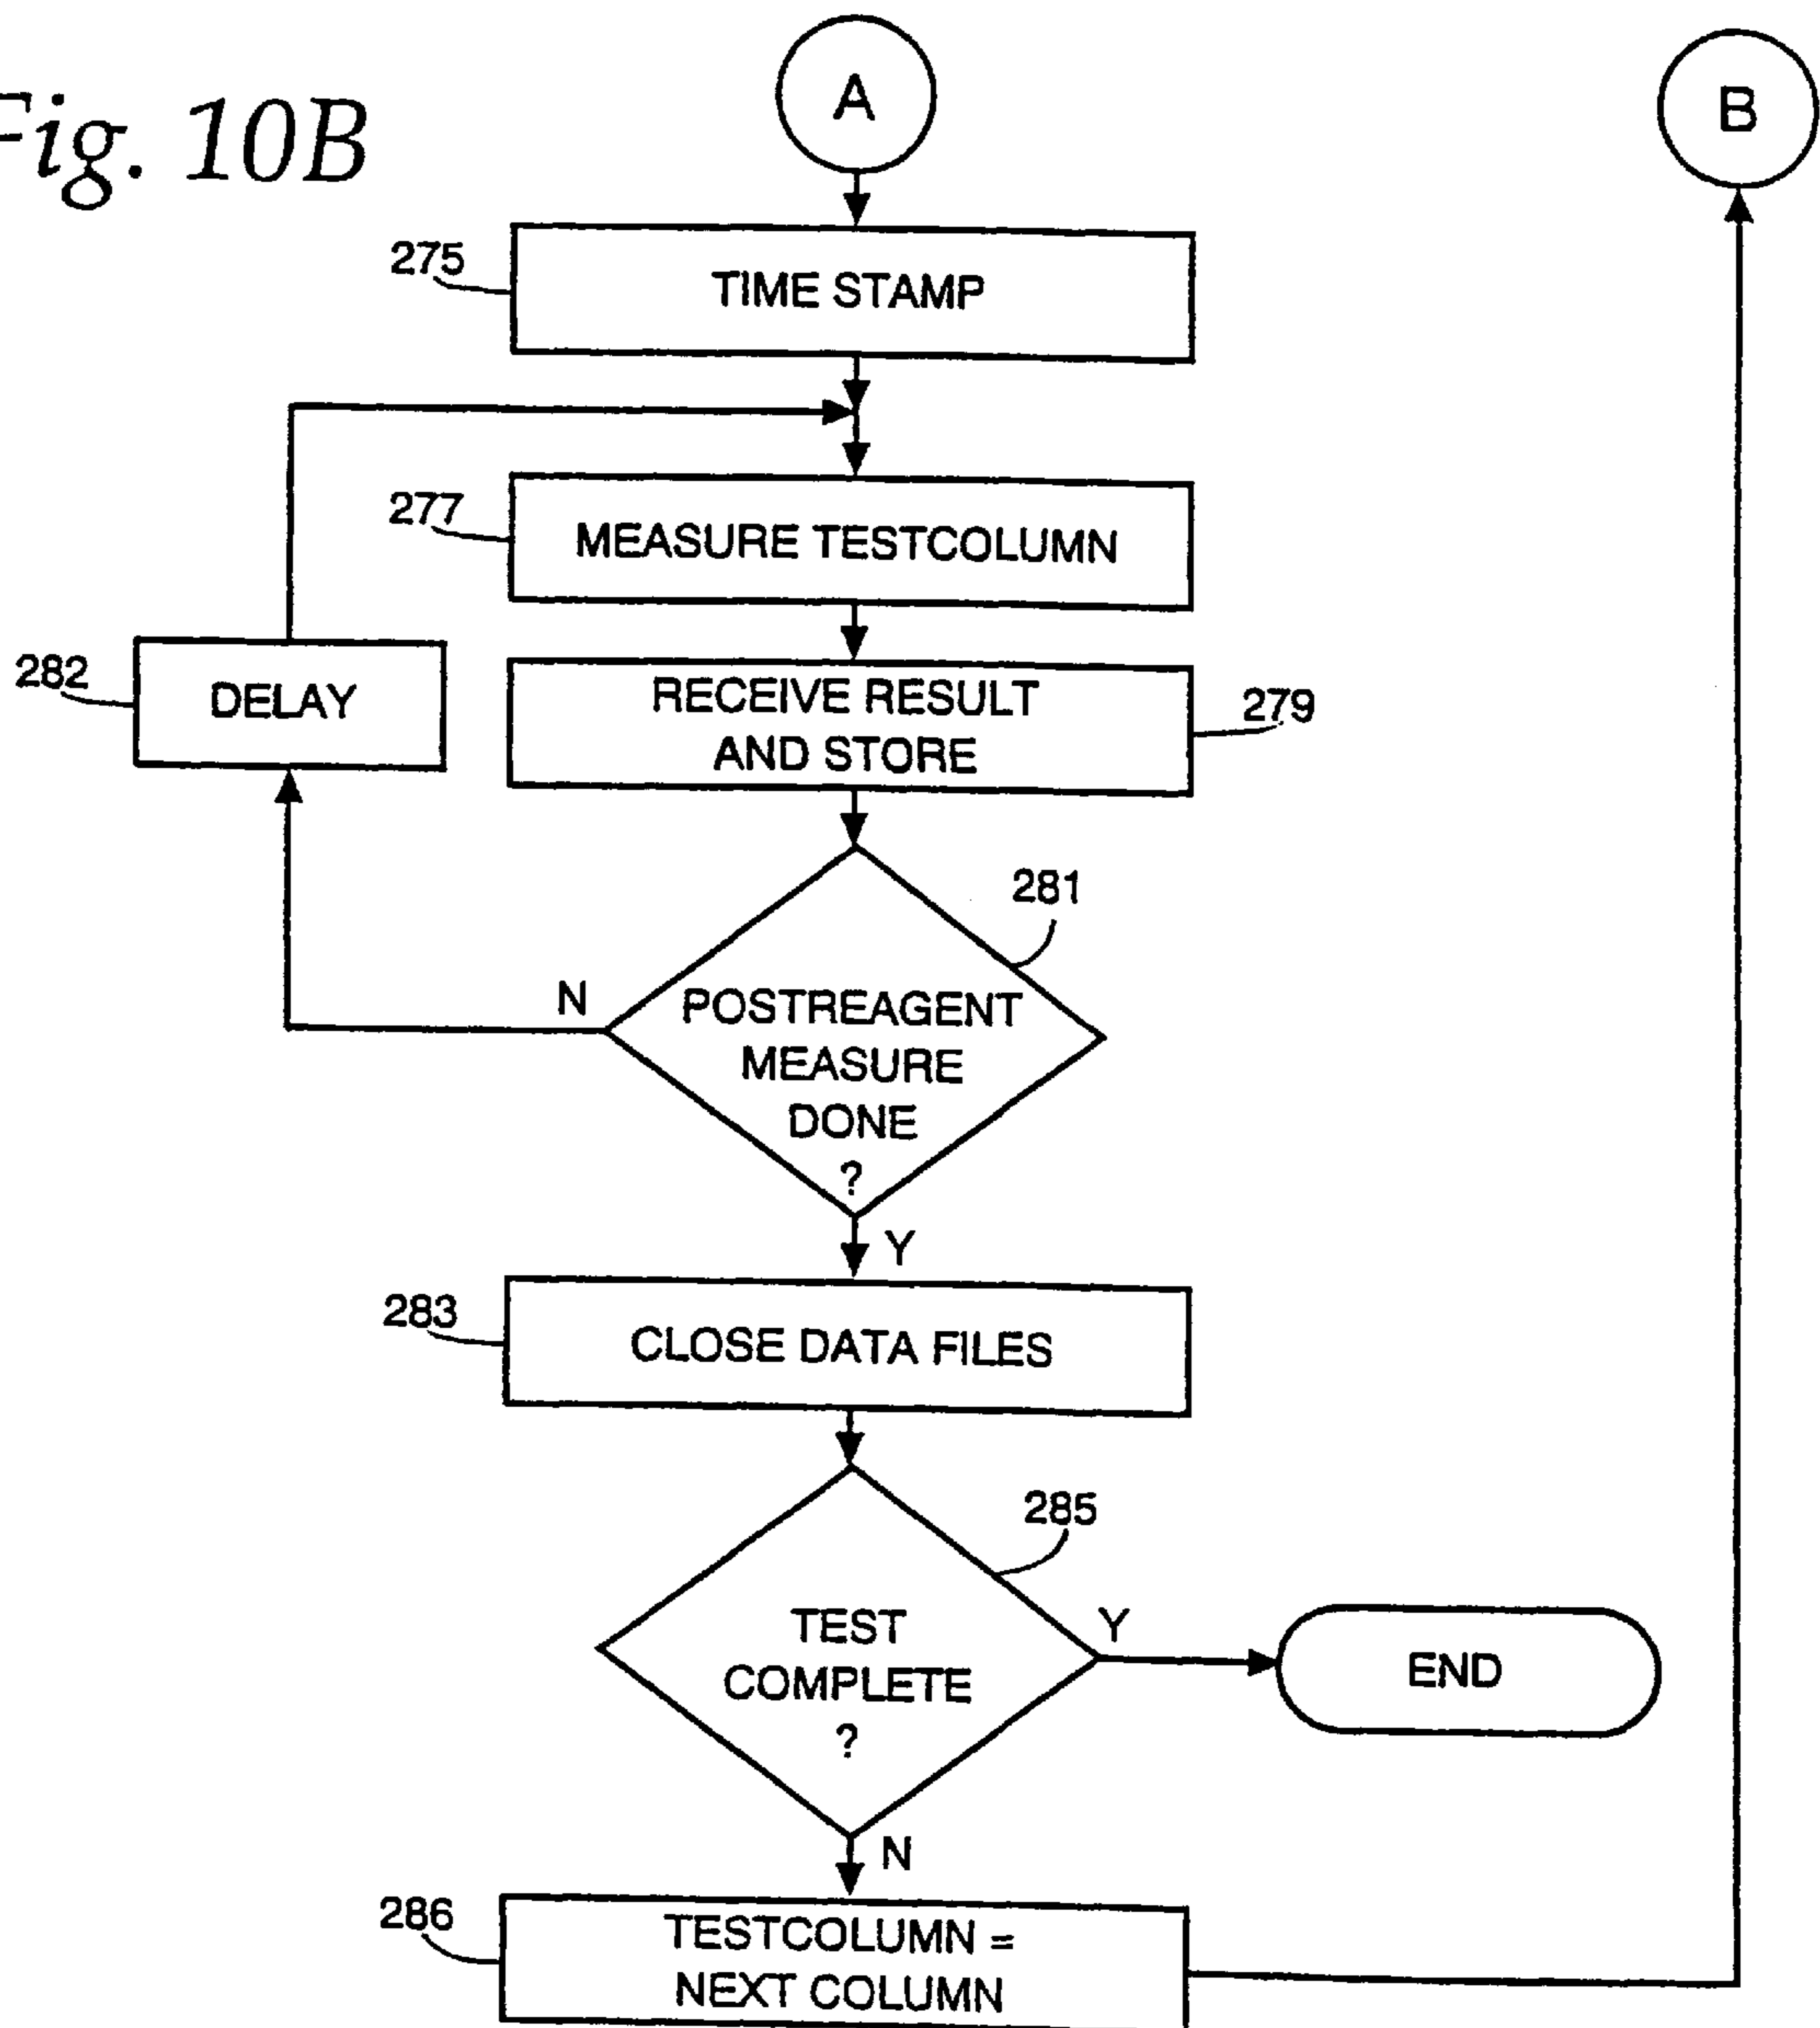 Fig. 10B
A
B
275
TIME STAMP
277
MEASURE TESTCOLUMN
282
DELAY
RECEIVE RESULT
AND STORE
279
281
N
POSTREAGENT
MEASURE
DONE
?
Y
283
CLOSE DATA FILES
285
TEST
COMPLETE
?
Y
END
N
286
TESTCOLUMN =
NEXT COLUMN